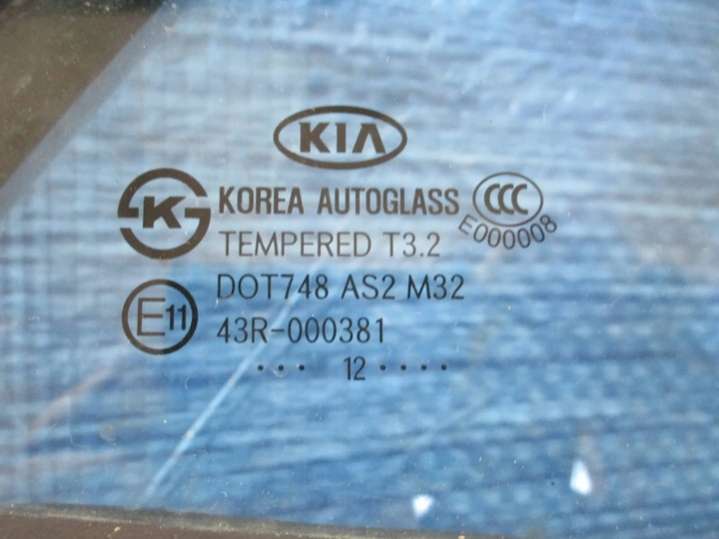 KIA
K
KOREA AUTOGLASS
CCC
E000008
TEMPERED T3.2
DOT748 AS2 M32
E11
43R-000381
··· 12 ····